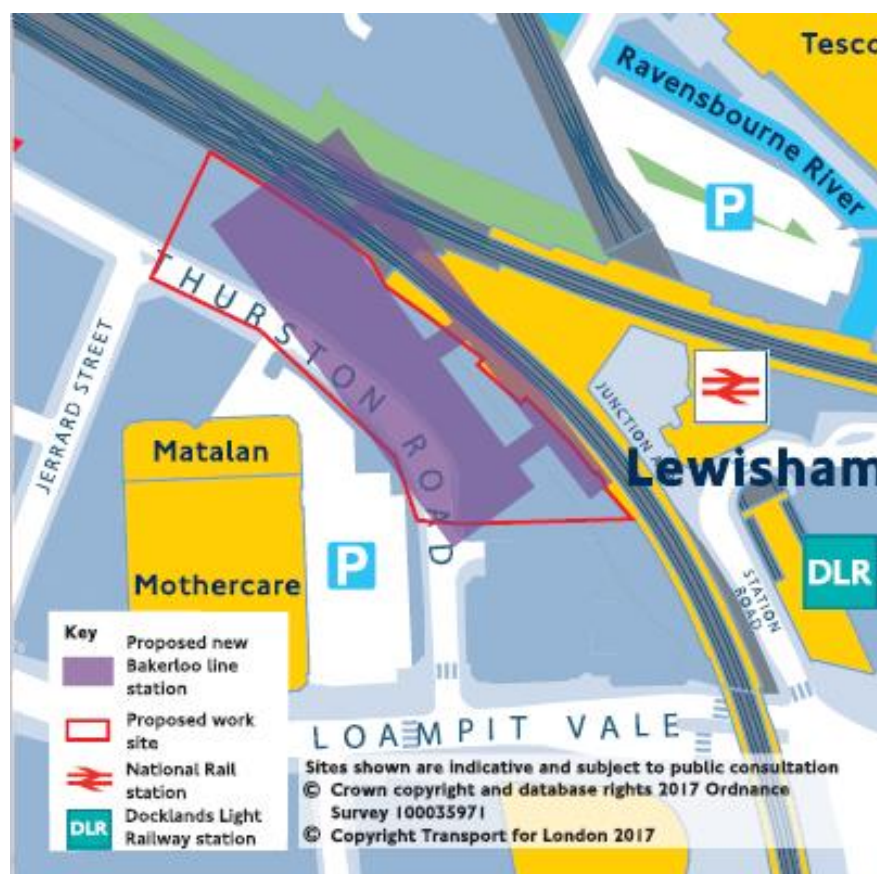 Tesco
Ravensbourne River
P
THURSTON ROAD
JERRARD STREET
JUNCTION A
Matalan
Lewisham
Mothercare
P
DLR
STATION
ROAD
Key
Proposed new
Bakerloo line
station
Proposed work
site
National Rail
station
DLR
Docklands Light
Railway station
LOAMPIT VALE
Sites shown are indicative and subject to public consultation
© Crown copyright and database rights 2017 Ordnance
Survey 100035971
© Copyright Transport for London 2017